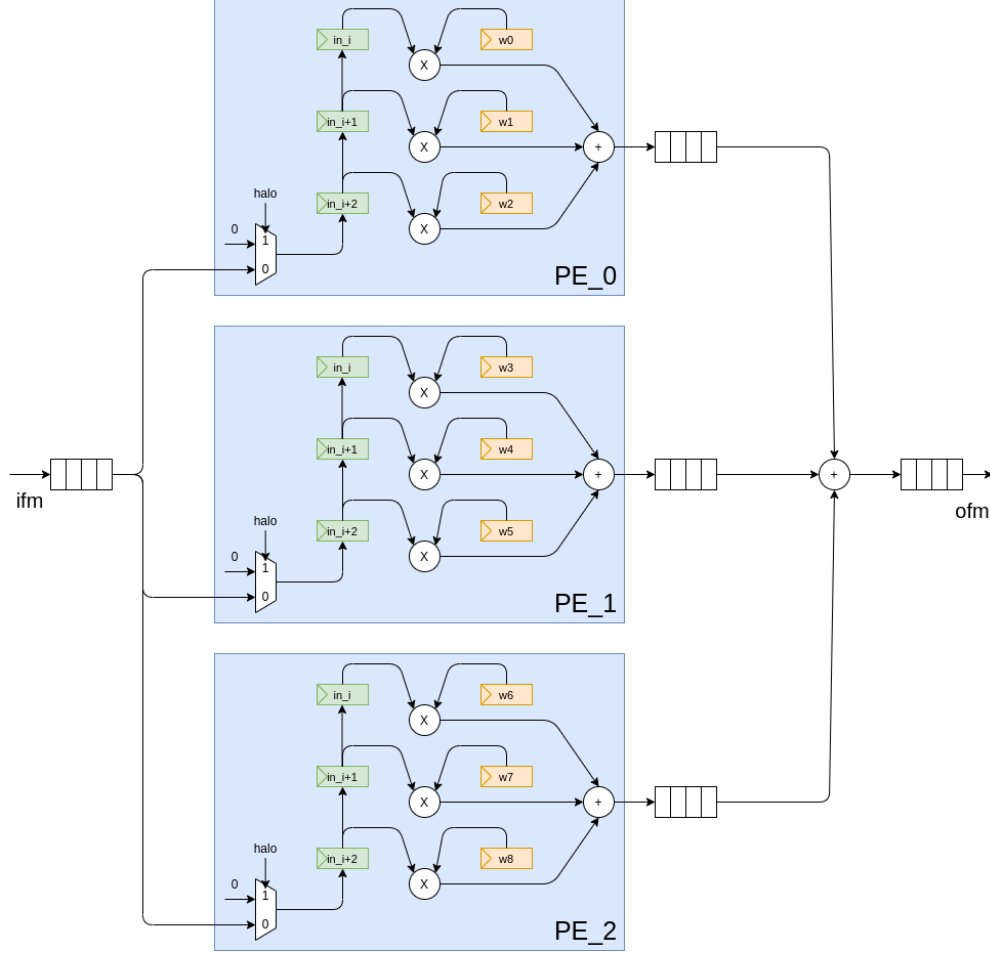 in_i
w0
X
in_i+1
w1
X
+
in_i+2
w2
X
halo
0
1
0
PE_0
in_i
w3
X
in_i+1
w4
X
+
in_i+2
w5
X
halo
0
1
0
PE_1
ifm
+
ofm
in_i
w6
X
in_i+1
w7
X
+
in_i+2
w8
X
halo
0
1
0
PE_2